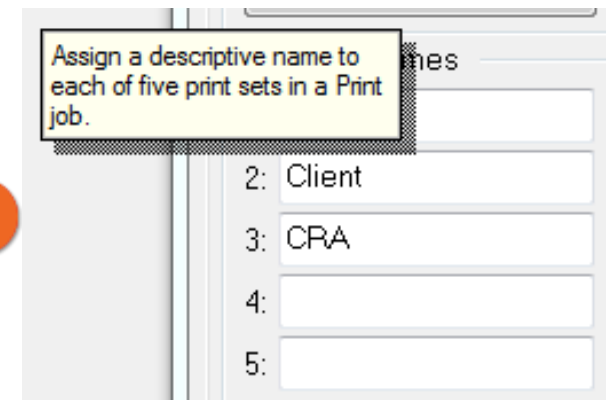 Assign a descriptive name to
each of five print sets in a Print
job.
mes
2: Client
3: CRA
4:
5: